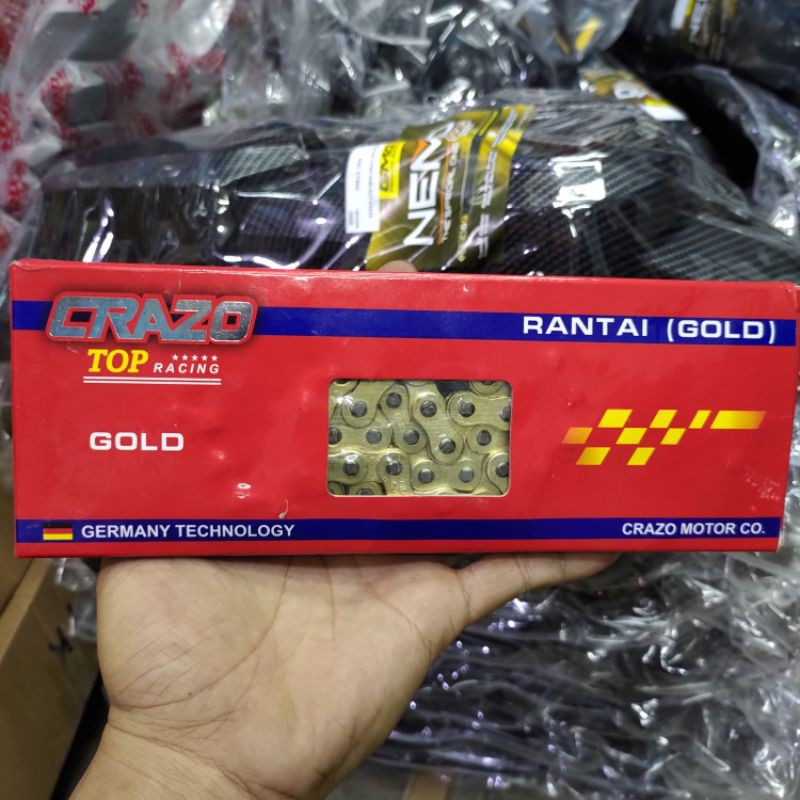 NEMO
CRAZO
RANTAI (GOLD)
TOP RACING
GOLD
GERMANY TECHNOLOGY
CRAZO MOTOR CO.